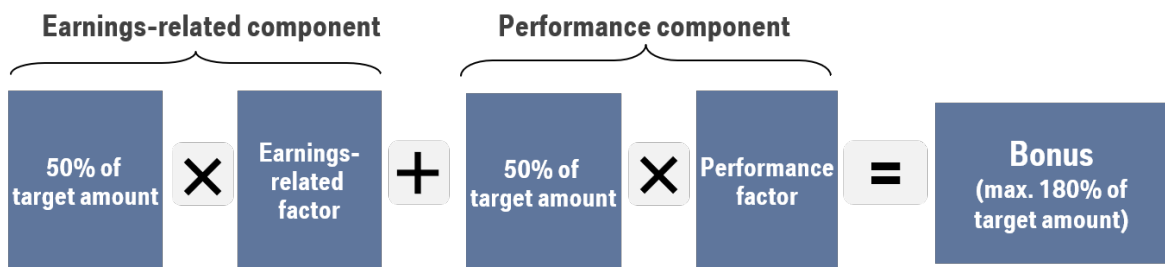 Earnings-related component
Performance component
50% of
target amount
×
Earnings-
related
factor
+
50% of
target amount
×
Performance
factor
=
Bonus
(max. 180% of
target amount)